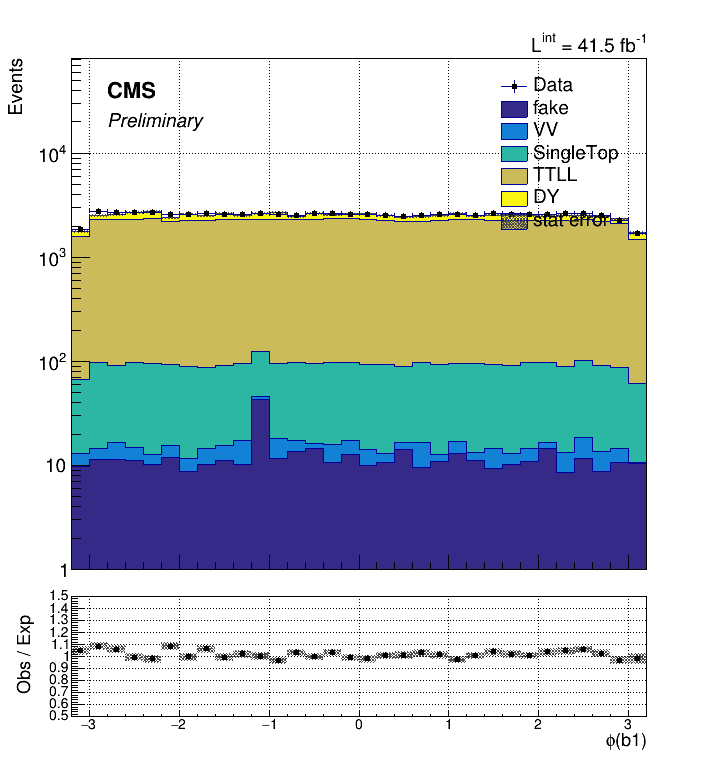 L^int = 41.5 fb^-1
Events
CMS
Preliminary
Data
fake
VV
SingleTop
TTLL
DY
stat error
10^4
10^3
10^2
10
1
Obs / Exp
1.5
1.4
1.3
1.2
1.1
1
0.9
0.8
0.7
0.6
0.5
−3 −2 −1 0 1 2 3
ϕ(b1)